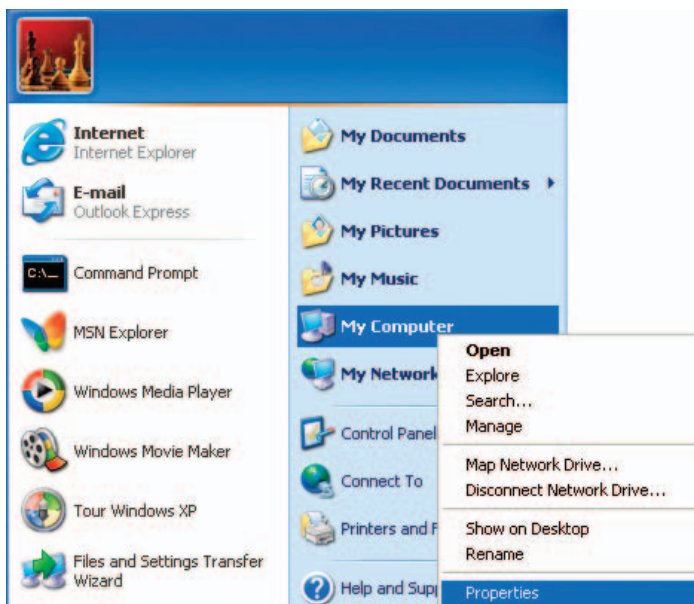 Internet
Internet Explorer
E-mail
Outlook Express
C:\_
Command Prompt
MSN Explorer
Windows Media Player
Windows Movie Maker
Tour Windows XP
Files and Settings Transfer
Wizard
My Documents
My Recent Documents
My Pictures
My Music
My Computer
My Network
Control Panel
Connect To
Printers and F
Help and Supp
Open
Explore
Search...
Manage
Map Network Drive...
Disconnect Network Drive...
Show on Desktop
Rename
Properties